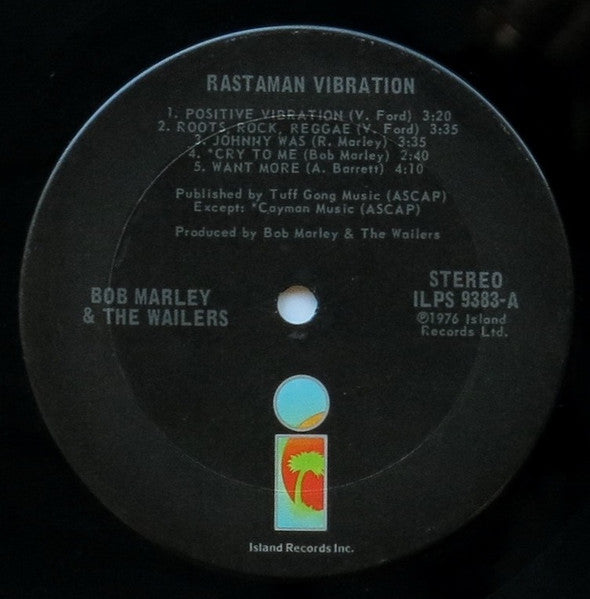 RASTAMAN VIBRATION
1. POSITIVE VIBRATION (V. Ford) 3:20
2. ROOTS, ROCK, REGGAE (V. Ford) 3:35
3. JOHNNY WAS (R. Marley) 3:35
4. *CRY TO ME (Bob Marley) 2:40
5. WANT MORE (A. Barrett) 4:10
Published by Tuff Gong Music (ASCAP)
Except: *Cayman Music (ASCAP)
Produced by Bob Marley & The Wailers
BOB MARLEY
& THE WAILERS
STEREO
ILPS 9383-A
℗1976 Island
Records Ltd.
i
Island Records Inc.